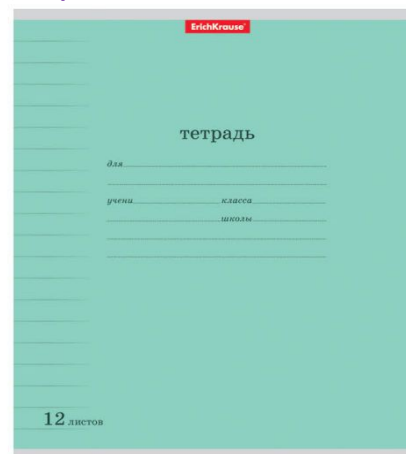 ErichKrause®
тетрадь
для
учени класса
школы
12 листов